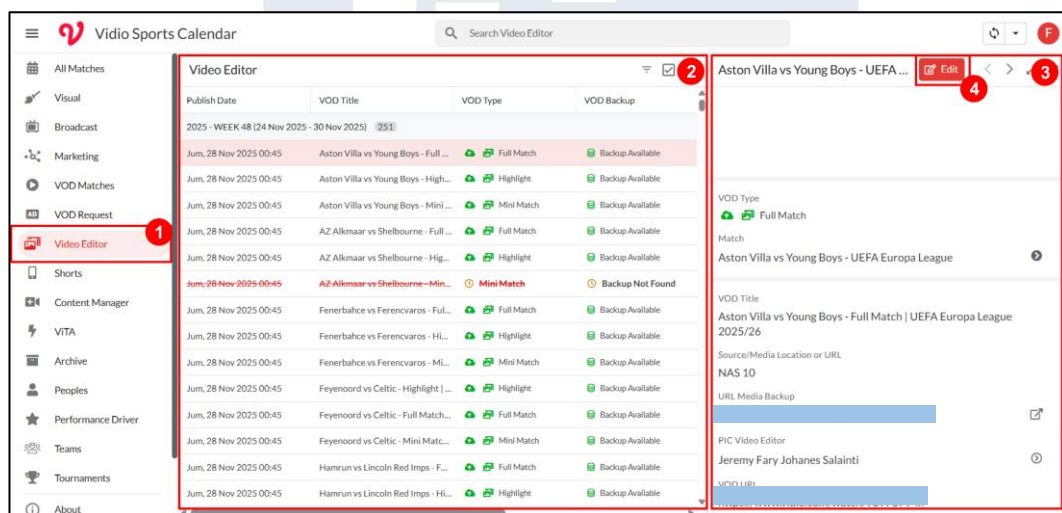 Vidio Sports Calendar
Search Video Editor
F
All Matches
Visual
Broadcast
Marketing
VOD Matches
AD VOD Request
Video Editor
1
Shorts
Content Manager
ViTA
Archive
Peoples
Performance Driver
Teams
Tournaments
About
Video Editor
2
Publish Date VOD Title VOD Type VOD Backup
2025 - WEEK 48 (24 Nov 2025 - 30 Nov 2025) 251
Jum, 28 Nov 2025 00:45 Aston Villa vs Young Boys - Full ... Full Match Backup Available
Jum, 28 Nov 2025 00:45 Aston Villa vs Young Boys - High... Highlight Backup Available
Jum, 28 Nov 2025 00:45 Aston Villa vs Young Boys - Mini ... Mini Match Backup Available
Jum, 28 Nov 2025 00:45 AZ Alkmaar vs Shelbourne - Full ... Full Match Backup Available
Jum, 28 Nov 2025 00:45 AZ Alkmaar vs Shelbourne - Hig... Highlight Backup Available
Jum, 28 Nov 2025 00:45 AZ Alkmaar vs Shelbourne - Min... Mini Match Backup Not Found
Jum, 28 Nov 2025 00:45 Fenerbahce vs Ferencvaros - Ful... Full Match Backup Available
Jum, 28 Nov 2025 00:45 Fenerbahce vs Ferencvaros - Hi... Highlight Backup Available
Jum, 28 Nov 2025 00:45 Fenerbahce vs Ferencvaros - Mi... Mini Match Backup Available
Jum, 28 Nov 2025 00:45 Feyenoord vs Celtic - Highlight | ... Highlight Backup Available
Jum, 28 Nov 2025 00:45 Feyenoord vs Celtic - Full Match... Full Match Backup Available
Jum, 28 Nov 2025 00:45 Feyenoord vs Celtic - Mini Matc... Mini Match Backup Available
Jum, 28 Nov 2025 00:45 Hamrun vs Lincoln Red Imps - F... Full Match Backup Available
Jum, 28 Nov 2025 00:45 Hamrun vs Lincoln Red Imps - Hi... Highlight Backup Available
Aston Villa vs Young Boys - UEFA ... Edit
3
4
VOD Type
Full Match
Match
Aston Villa vs Young Boys - UEFA Europa League
VOD Title
Aston Villa vs Young Boys - Full Match | UEFA Europa League
2025/26
Source/Media Location or URL
NAS 10
URL Media Backup
PIC Video Editor
Jeremy Fary Johanes Salainti
VOD URL